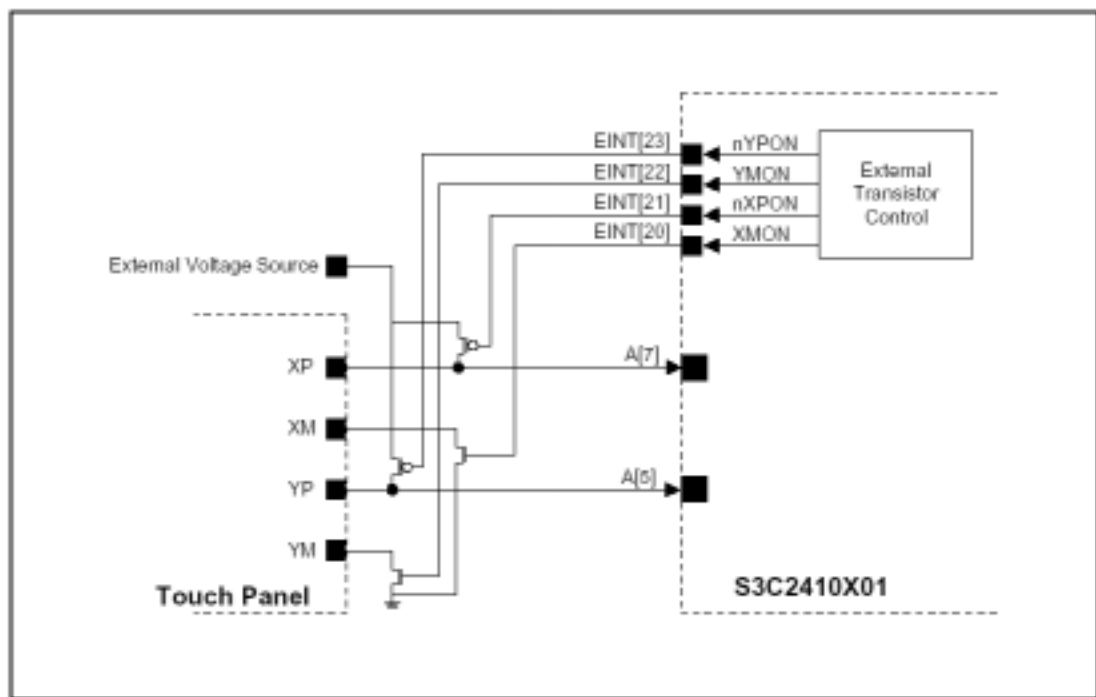 EINT[23]
nYPON
EINT[22]
YMON
EINT[21]
nXPON
EINT[20]
XMON
External
Transistor
Control
External Voltage Source
XP
A[7]
XM
YP
A[5]
YM
Touch Panel
S3C2410X01